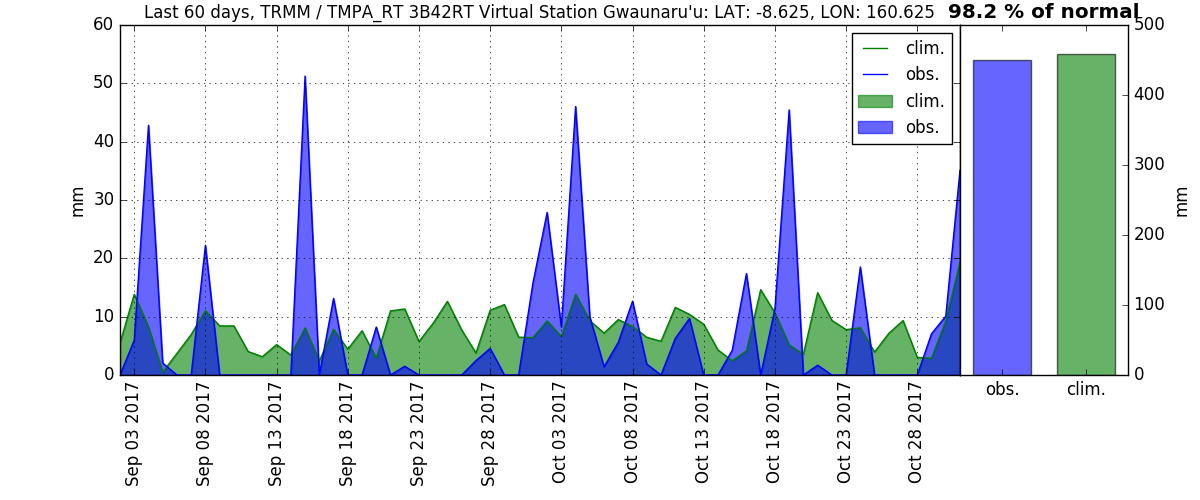 Last 60 days, TRMM / TMPA_RT 3B42RT Virtual Station Gwaunaru'u: LAT: -8.625, LON: 160.625
98.2 % of normal
60
50
40
30
20
10
0
mm
clim.
obs.
clim.
obs.
500
400
300
200
100
0
mm
obs.
clim.
Sep 03 2017
Sep 08 2017
Sep 13 2017
Sep 18 2017
Sep 23 2017
Sep 28 2017
Oct 03 2017
Oct 08 2017
Oct 13 2017
Oct 18 2017
Oct 23 2017
Oct 28 2017